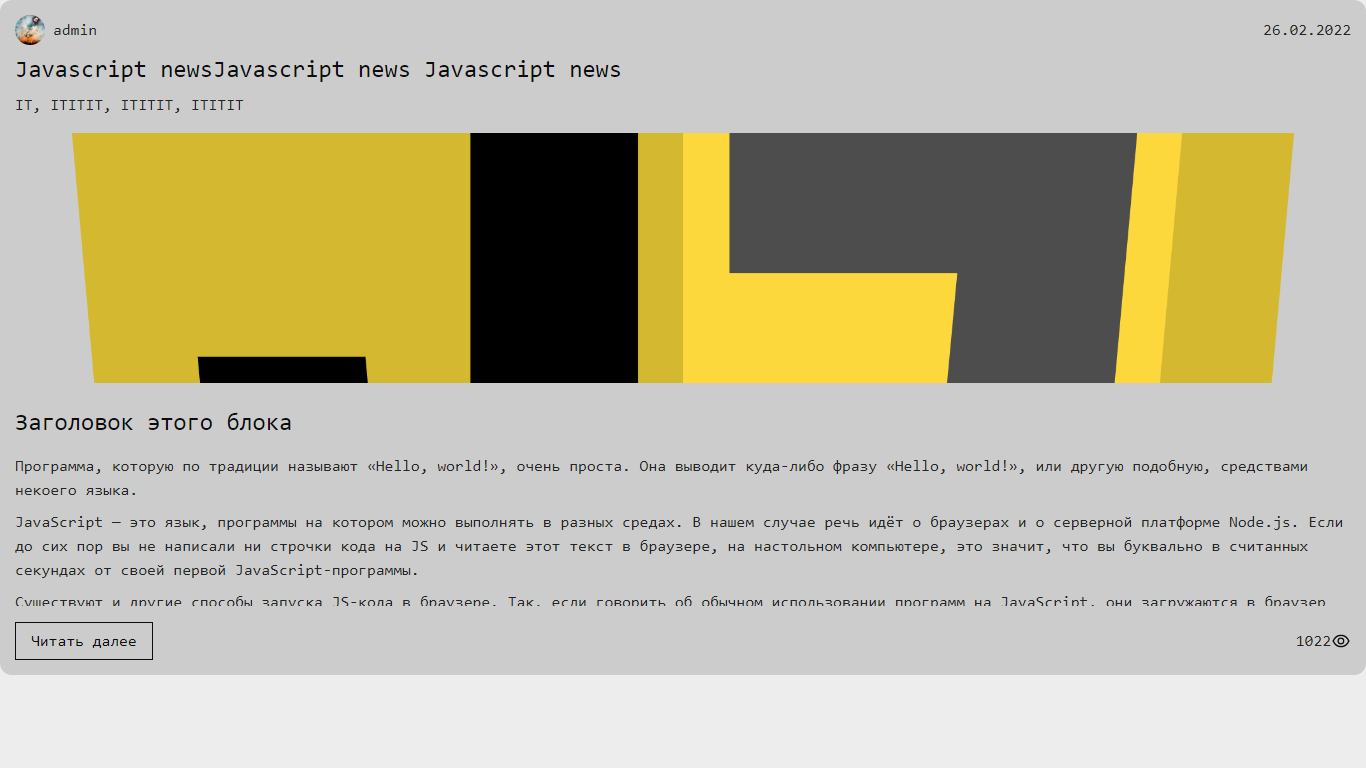 admin
26.02.2022
Javascript newsJavascript news Javascript news
IT, ITITIT, ITITIT, ITITIT
Заголовок этого блока
Программа, которую по традиции называют «Hello, world!», очень проста. Она выводит куда-либо фразу «Hello, world!», или другую подобную, средствами
некоего языка.
JavaScript — это язык, программы на котором можно выполнять в разных средах. В нашем случае речь идёт о браузерах и о серверной платформе Node.js. Если
до сих пор вы не написали ни строчки кода на JS и читаете этот текст в браузере, на настольном компьютере, это значит, что вы буквально в считанных
секундах от своей первой JavaScript-программы.
Существуют и другие способы запуска JS-кода в браузере. Так, если говорить об обычном использовании программ на JavaScript, они загружаются в браузер
Читать далее
1022